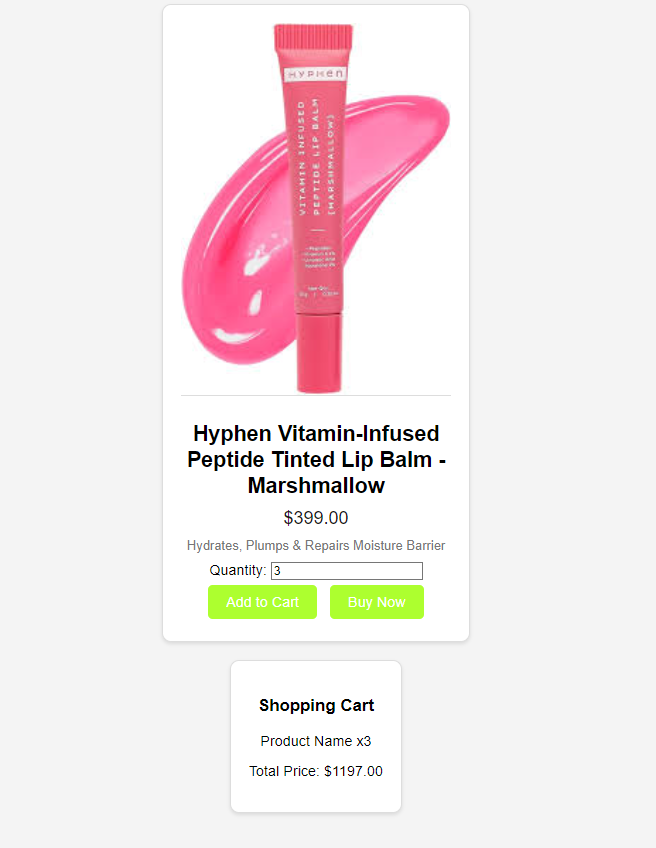 HYPHEN
VITAMIN INFUSED
PEPTIDE LIP BALM
[MARSHMALLOW]
Hyphen Vitamin-Infused
Peptide Tinted Lip Balm -
Marshmallow
$399.00
Hydrates, Plumps & Repairs Moisture Barrier
Quantity: 3
Add to Cart Buy Now
Shopping Cart
Product Name x3
Total Price: $1197.00